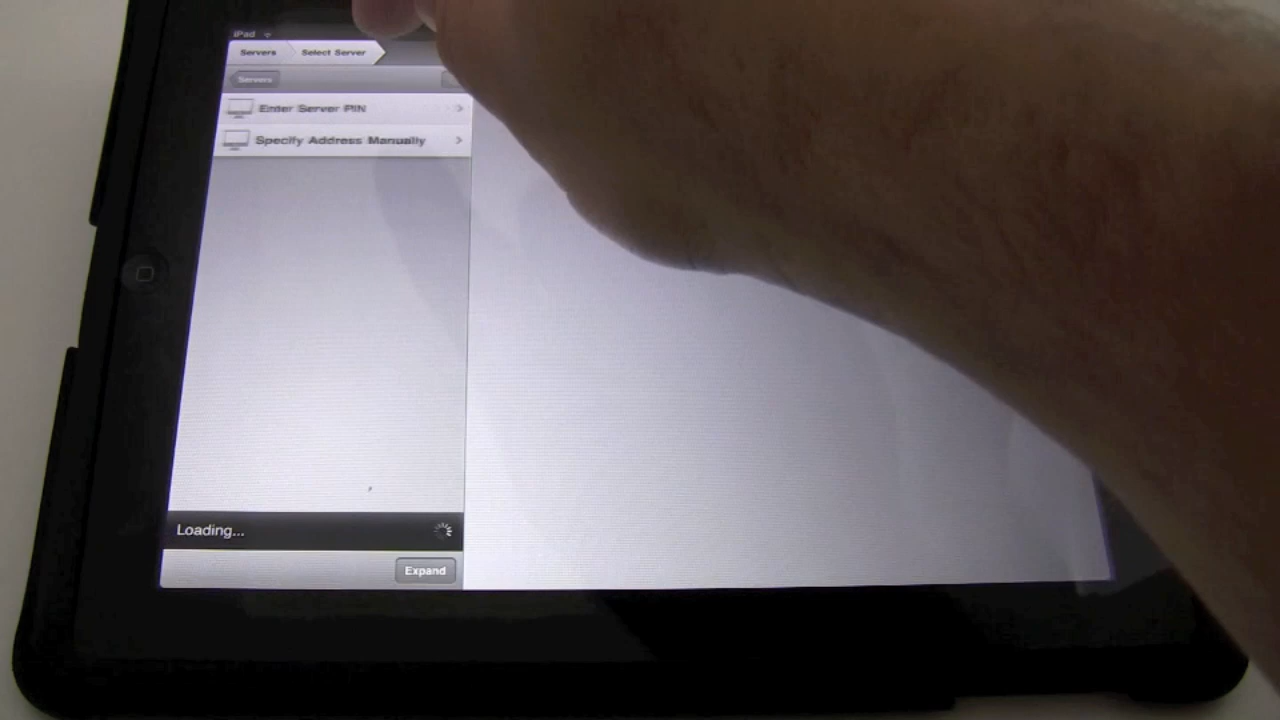 iPad
Servers Select Server
Servers
Enter Server PIN
Specify Address Manually
Loading...
Expand